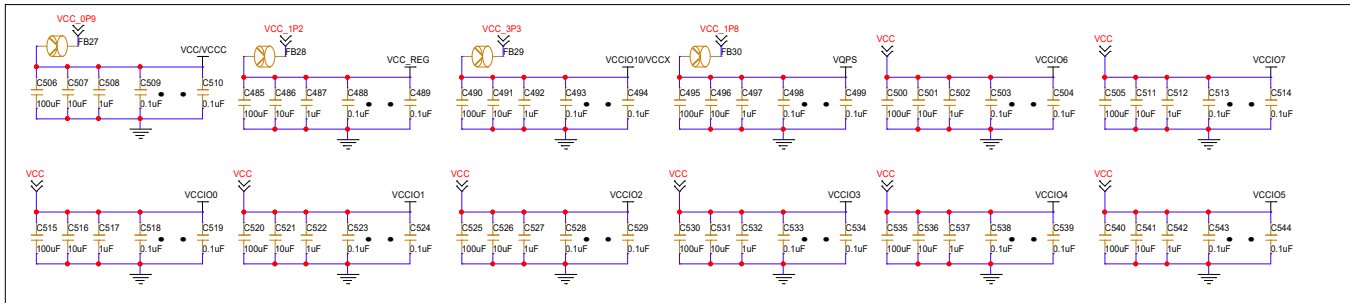 VCC_0P9
VCC_1P2
VCC_3P3
VCC_1P8
VCC
VCC
FB27
FB28
FB29
FB30
VCC/VCCC
VCC_REG
VCCIO10/VCCX
VQPS
VCCIO6
VCCIO7
C506 C507 C508 C509 C510
100uF 10uF 1uF 0.1uF 0.1uF
C485 C486 C487 C488 C489
100uF 10uF 1uF 0.1uF 0.1uF
C490 C491 C492 C493 C494
100uF 10uF 1uF 0.1uF 0.1uF
C495 C496 C497 C498 C499
100uF 10uF 1uF 0.1uF 0.1uF
C500 C501 C502 C503 C504
100uF 10uF 1uF 0.1uF 0.1uF
C505 C511 C512 C513 C514
100uF 10uF 1uF 0.1uF 0.1uF
VCC
VCC
VCC
VCC
VCC
VCC
VCCIO0
VCCIO1
VCCIO2
VCCIO3
VCCIO4
VCCIO5
C515 C516 C517 C518 C519
100uF 10uF 1uF 0.1uF 0.1uF
C520 C521 C522 C523 C524
100uF 10uF 1uF 0.1uF 0.1uF
C525 C526 C527 C528 C529
100uF 10uF 1uF 0.1uF 0.1uF
C530 C531 C532 C533 C534
100uF 10uF 1uF 0.1uF 0.1uF
C535 C536 C537 C538 C539
100uF 10uF 1uF 0.1uF 0.1uF
C540 C541 C542 C543 C544
100uF 10uF 1uF 0.1uF 0.1uF